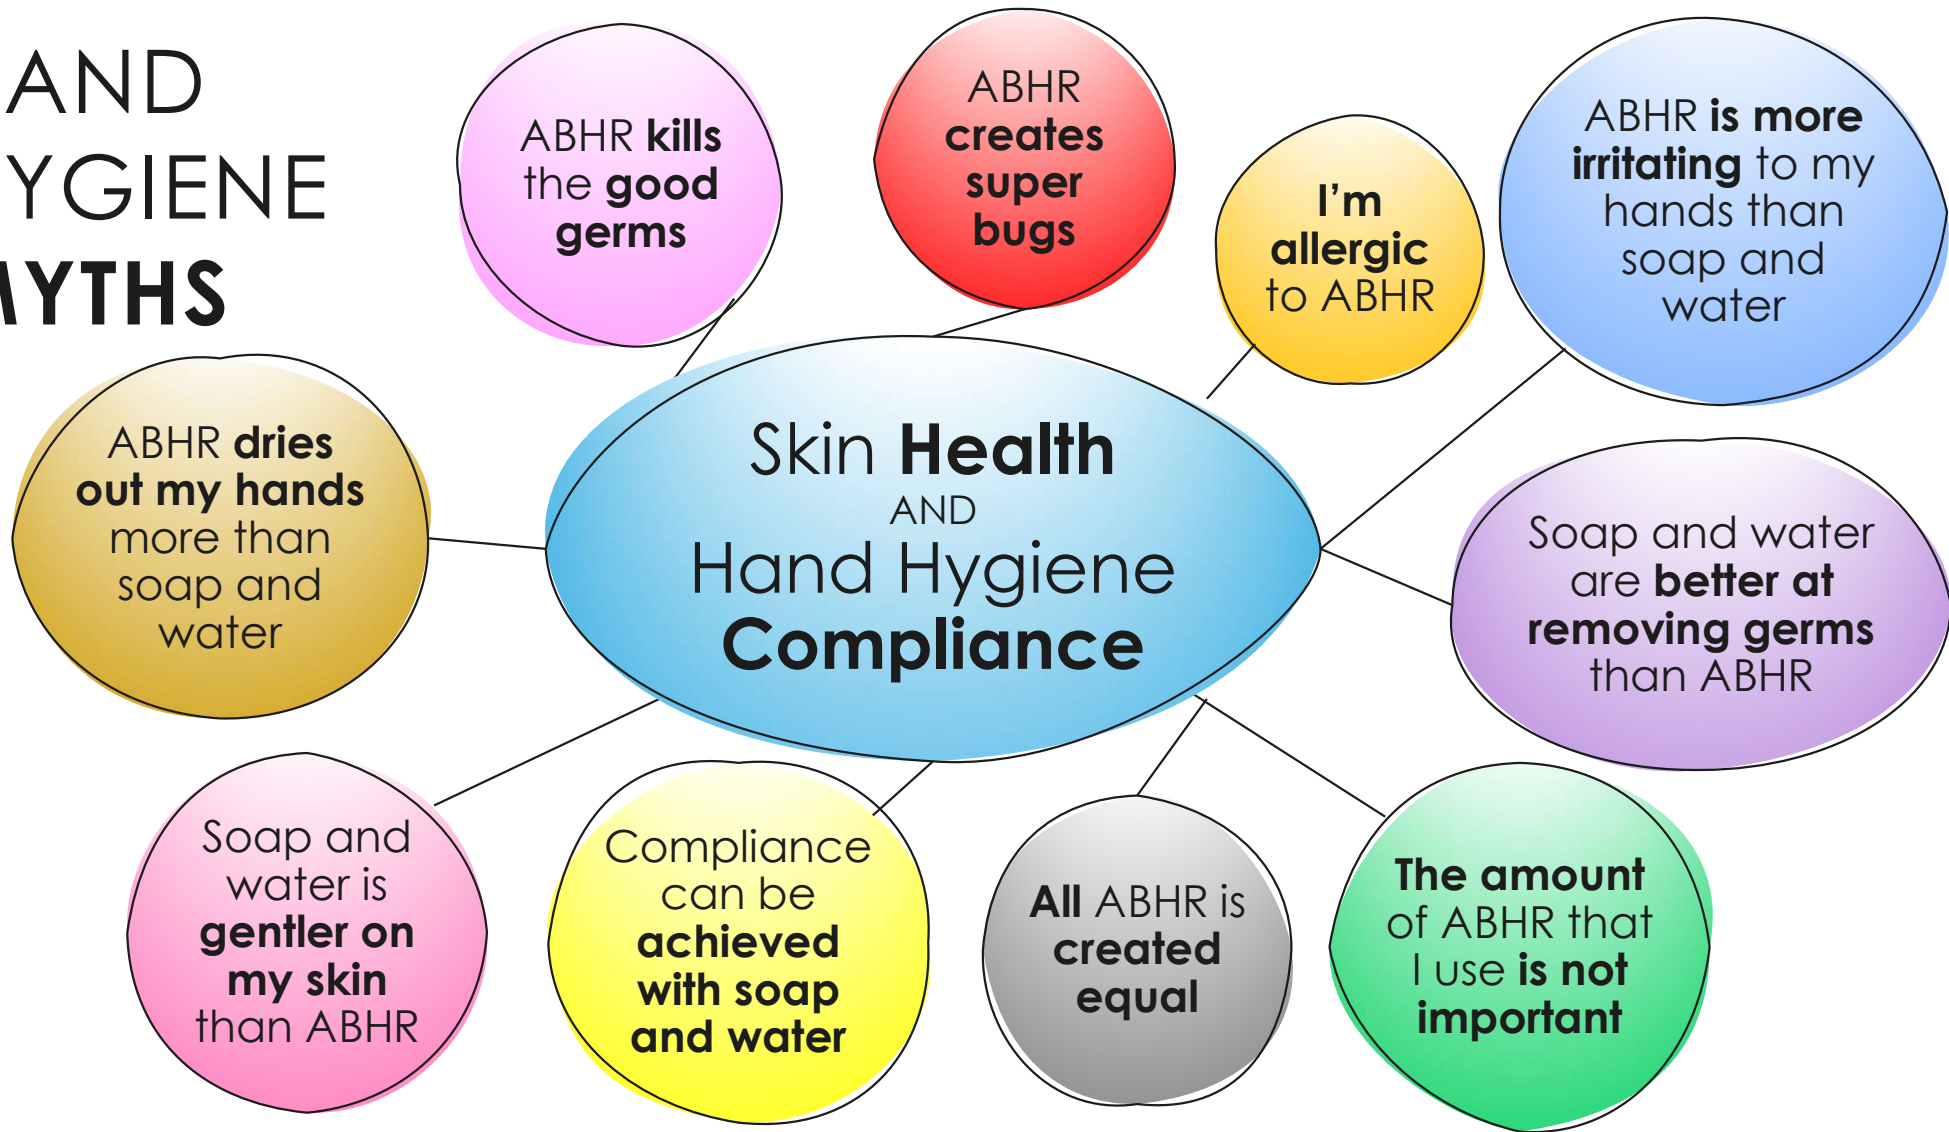 AND
YGIENE
MYTHS
ABHR kills
the good
germs
ABHR
creates
super
bugs
I'm
allergic
to ABHR
ABHR is more
irritating to my
hands than
soap and
water
ABHR dries
out my hands
more than
soap and
water
Skin Health
AND
Hand Hygiene
Compliance
Soap and water
are better at
removing germs
than ABHR
Soap and
water is
gentler on
my skin
than ABHR
Compliance
can be
achieved
with soap
and water
All ABHR is
created
equal
The amount
of ABHR that
I use is not
important